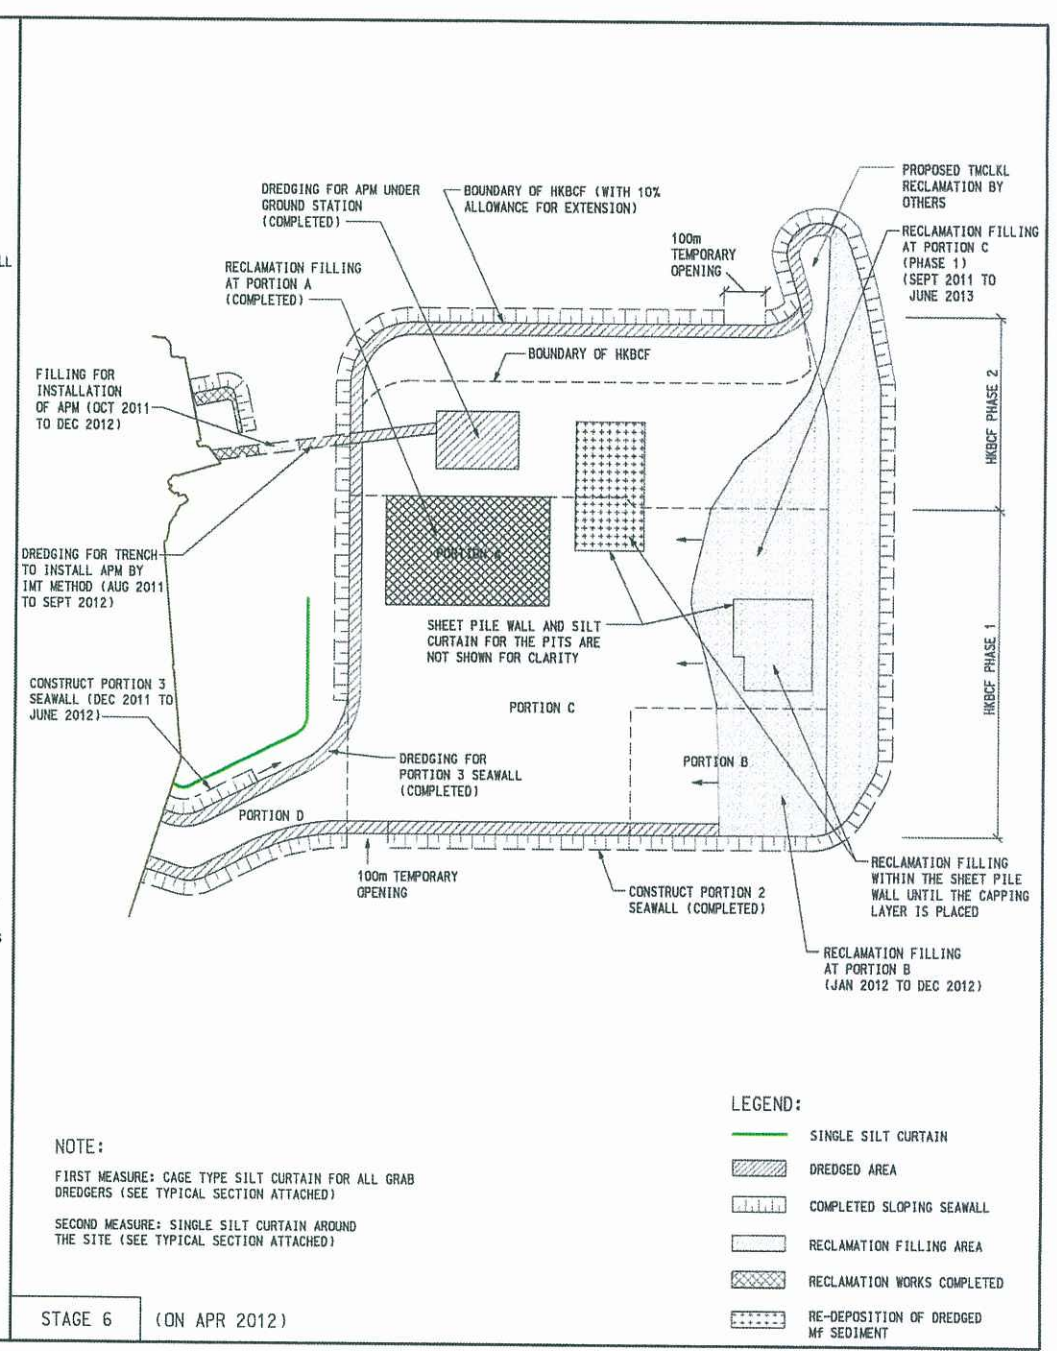 LL
S
PROPOSED TMCLKL
RECLAMATION BY
OTHERS
DREDGING FOR APM UNDER
GROUND STATION
(COMPLETED)
BOUNDARY OF HKBCF (WITH 10%
ALLOWANCE FOR EXTENSION)
RECLAMATION FILLING
AT PORTION C
(PHASE 1)
(SEPT 2011 TO
JUNE 2013
100m
TEMPORARY
OPENING
RECLAMATION FILLING
AT PORTION A
(COMPLETED)
BOUNDARY OF HKBCF
FILLING FOR
INSTALLATION
OF APM (OCT 2011
TO DEC 2012)
HKBCF PHASE 2
DREDGING FOR TRENCH
TO INSTALL APM BY
IMT METHOD (AUG 2011
TO SEPT 2012)
PORTION A
SHEET PILE WALL AND SILT
CURTAIN FOR THE PITS ARE
NOT SHOWN FOR CLARITY
HKBCF PHASE 1
CONSTRUCT PORTION 3
SEAWALL (DEC 2011 TO
JUNE 2012)
PORTION C
DREDGING FOR
PORTION 3 SEAWALL
(COMPLETED)
PORTION B
PORTION D
100m TEMPORARY
OPENING
CONSTRUCT PORTION 2
SEAWALL (COMPLETED)
RECLAMATION FILLING
WITHIN THE SHEET PILE
WALL UNTIL THE CAPPING
LAYER IS PLACED
RECLAMATION FILLING
AT PORTION B
(JAN 2012 TO DEC 2012)
LEGEND:
SINGLE SILT CURTAIN
DREDGED AREA
COMPLETED SLOPING SEAWALL
RECLAMATION FILLING AREA
RECLAMATION WORKS COMPLETED
RE-DEPOSITION OF DREDGED
Mf SEDIMENT
NOTE:
FIRST MEASURE: CAGE TYPE SILT CURTAIN FOR ALL GRAB
DREDGERS (SEE TYPICAL SECTION ATTACHED)
SECOND MEASURE: SINGLE SILT CURTAIN AROUND
THE SITE (SEE TYPICAL SECTION ATTACHED)
STAGE 6
(ON APR 2012)